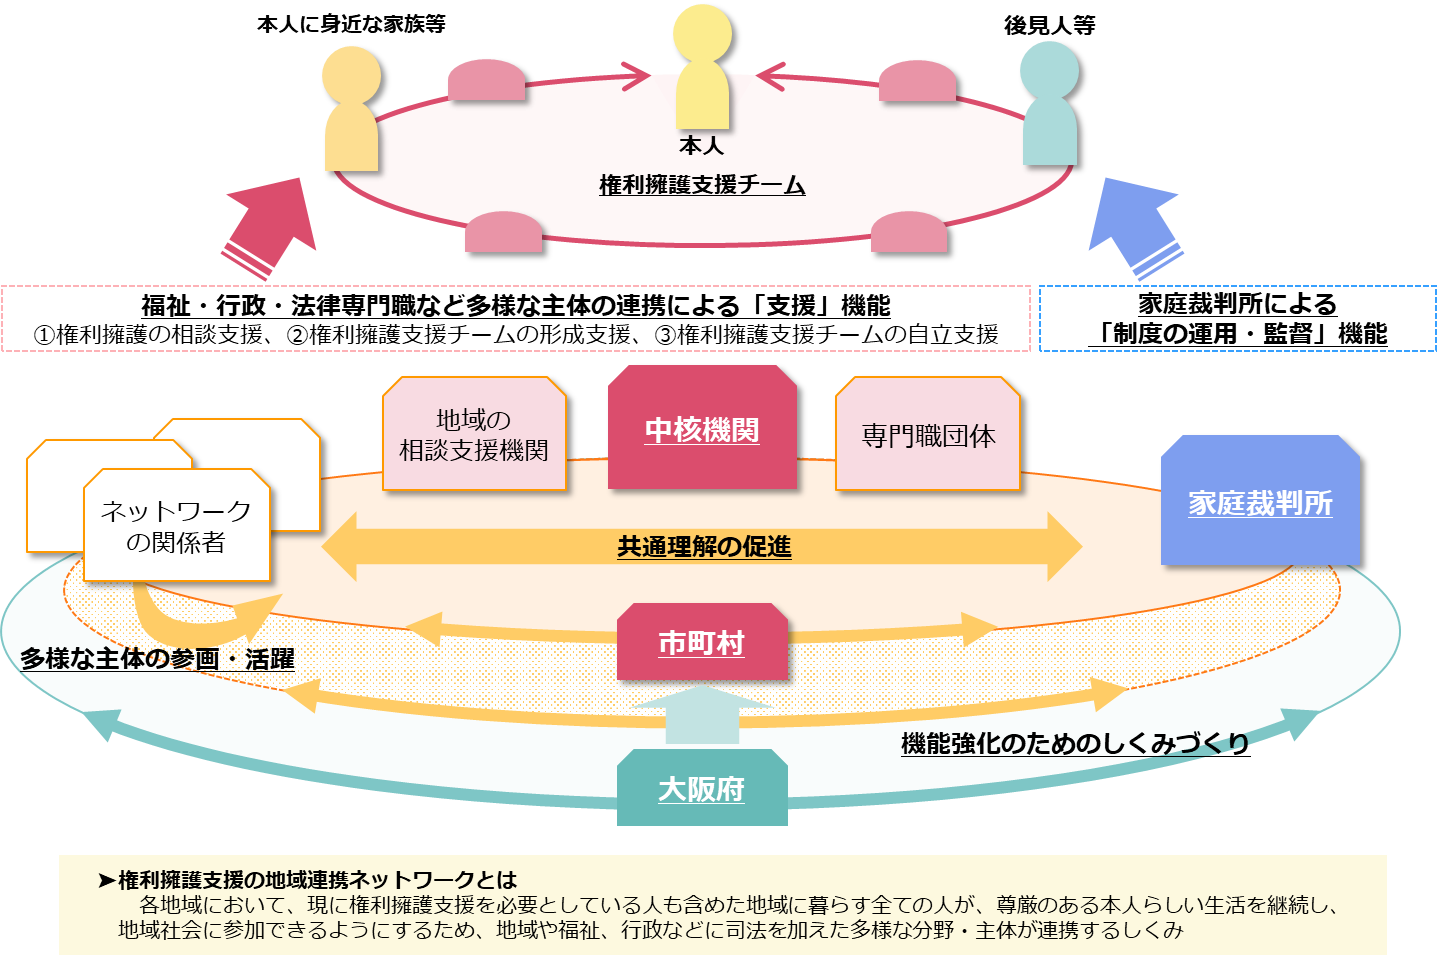 本人に身近な家族等
後見人等
本人
権利擁護支援チーム
福祉・行政・法律専門職など多様な主体の連携による「支援」機能
①権利擁護の相談支援、②権利擁護支援チームの形成支援、③権利擁護支援チームの自立支援
家庭裁判所による
「制度の運用・監督」機能
地域の
相談支援機関
中核機関
専門職団体
家庭裁判所
ネットワーク
の関係者
共通理解の促進
市町村
多様な主体の参画・活躍
機能強化のためのしくみづくり
大阪府
➤権利擁護支援の地域連携ネットワークとは
各地域において、現に権利擁護支援を必要としている人も含めた地域に暮らす全ての人が、尊厳のある本人らしい生活を継続し、
地域社会に参加できるようにするため、地域や福祉、行政などに司法を加えた多様な分野・主体が連携するしくみ